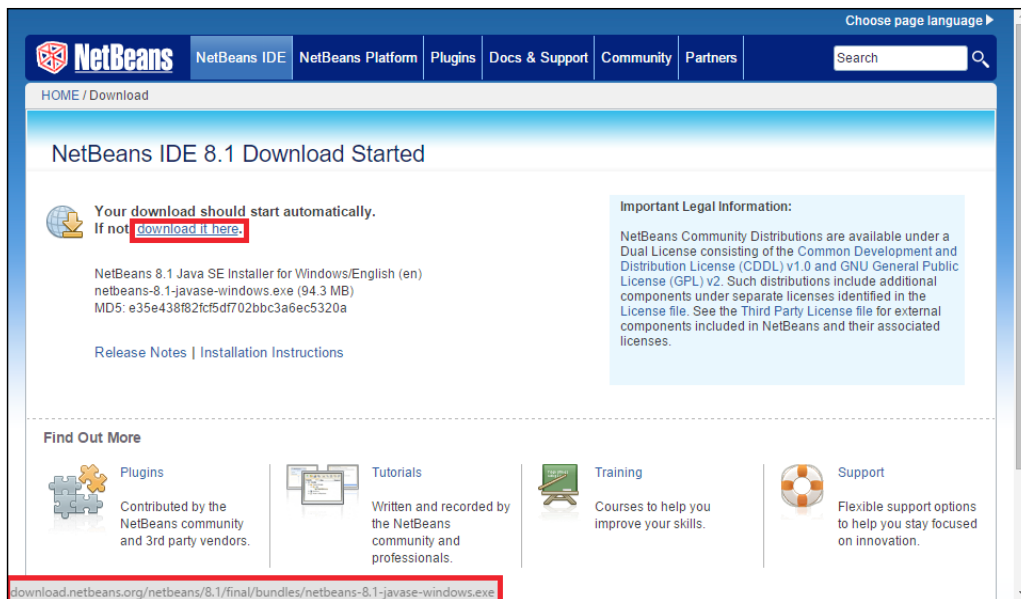 Choose page language
NetBeans
NetBeans IDE
NetBeans Platform
Plugins
Docs & Support
Community
Partners
Search
HOME / Download
NetBeans IDE 8.1 Download Started
Your download should start automatically.
If not, download it here.
NetBeans 8.1 Java SE Installer for Windows/English (en)
netbeans-8.1-javase-windows.exe (94.3 MB)
MD5: e35e438f82fcf5df702bbc3a6ec5320a
Release Notes | Installation Instructions
Important Legal Information:
NetBeans Community Distributions are available under a
Dual License consisting of the Common Development and
Distribution License (CDDL) v1.0 and GNU General Public
License (GPL) v2. Such distributions include additional
components under separate licenses identified in the
License file. See the Third Party License file for external
components included in NetBeans and their associated
licenses.
Find Out More
Plugins
Contributed by the
NetBeans community
and 3rd party vendors.
Tutorials
Written and recorded by
the NetBeans
community and
professionals.
Training
Courses to help you
improve your skills.
Support
Flexible support options
to help you stay focused
on innovation.
download.netbeans.org/netbeans/8.1/final/bundles/netbeans-8.1-javase-windows.exe